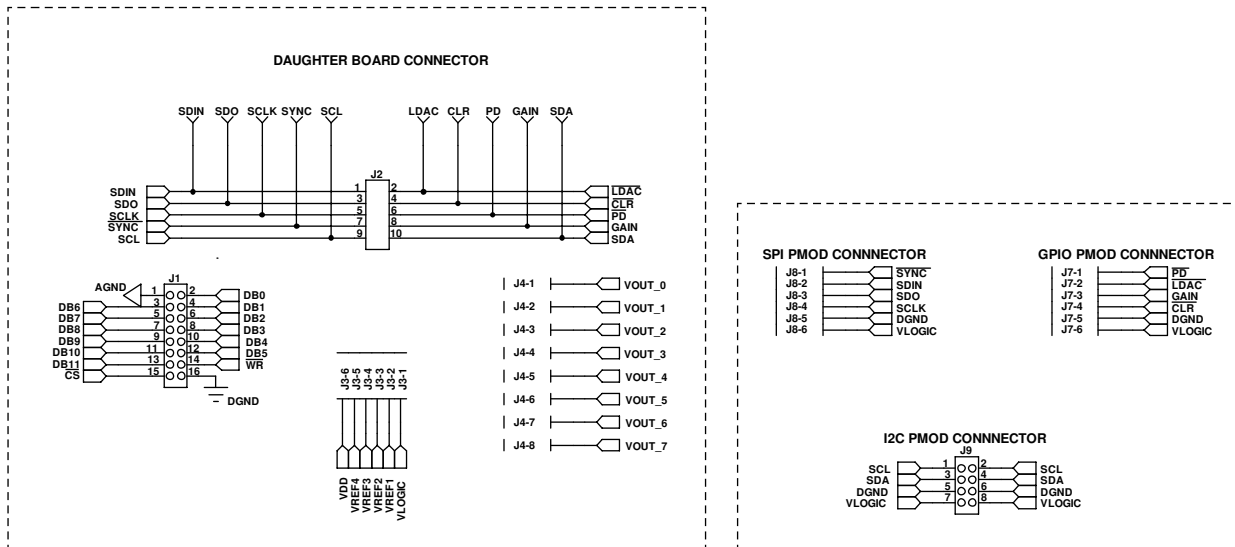 DAUGHTER BOARD CONNECTOR
SDIN SDO SCLK SYNC SCL LDAC CLR PD GAIN SDA
J2
SDIN 1 2 LDAC
SDO 3 4 CLR
SCLK 5 6 PD
SYNC 7 8 GAIN
SCL 9 10 SDA
J1
AGND 1 2 DB0
DB6 3 4 DB1
DB7 5 6 DB2
DB8 7 8 DB3
DB9 9 10 DB4
DB10 11 12 DB5
DB11 13 14 WR
CS 15 16
DGND
J3-6 J3-5 J3-4 J3-3 J3-2 J3-1
VDD VREF4 VREF3 VREF2 VREF1 VLOGIC
J4-1 VOUT_0
J4-2 VOUT_1
J4-3 VOUT_2
J4-4 VOUT_3
J4-5 VOUT_4
J4-6 VOUT_5
J4-7 VOUT_6
J4-8 VOUT_7
SPI PMOD CONNNECTOR
J8-1 SYNC
J8-2 SDIN
J8-3 SDO
J8-4 SCLK
J8-5 DGND
J8-6 VLOGIC
GPIO PMOD CONNNECTOR
J7-1 PD
J7-2 LDAC
J7-3 GAIN
J7-4 CLR
J7-5 DGND
J7-6 VLOGIC
I2C PMOD CONNNECTOR
J9
SCL 1 2 SCL
SDA 3 4 SDA
DGND 5 6 DGND
VLOGIC 7 8 VLOGIC